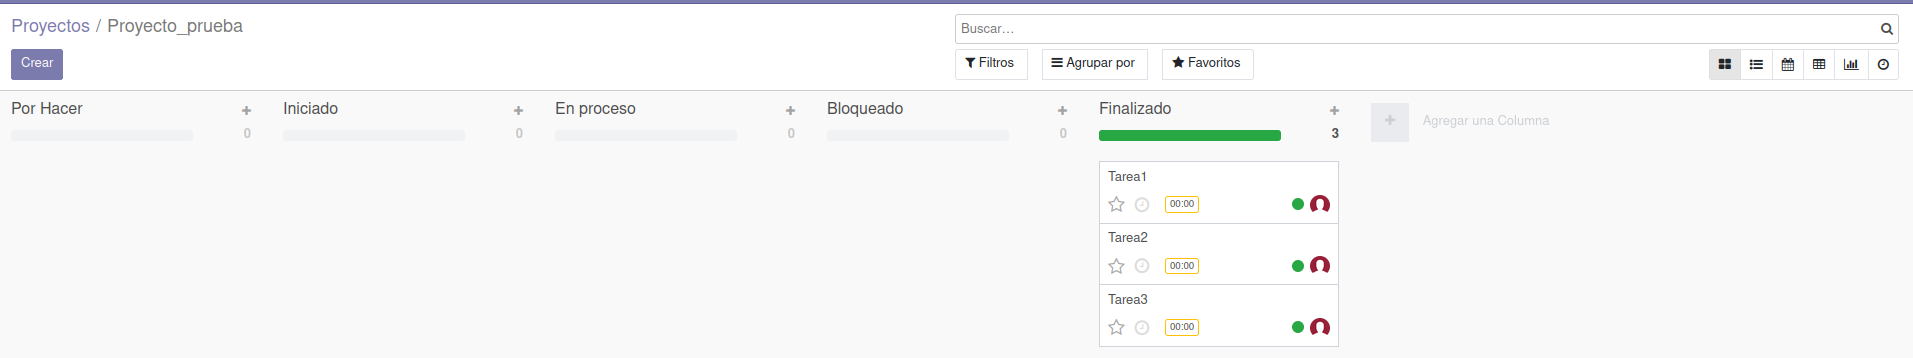 Proyectos / Proyecto_prueba
Buscar...
Crear
Filtros
Agrupar por
Favoritos
Por Hacer
0
Iniciado
0
En proceso
0
Bloqueado
0
Finalizado
3
Agregar una Columna
Tarea1
00:00
Tarea2
00:00
Tarea3
00:00